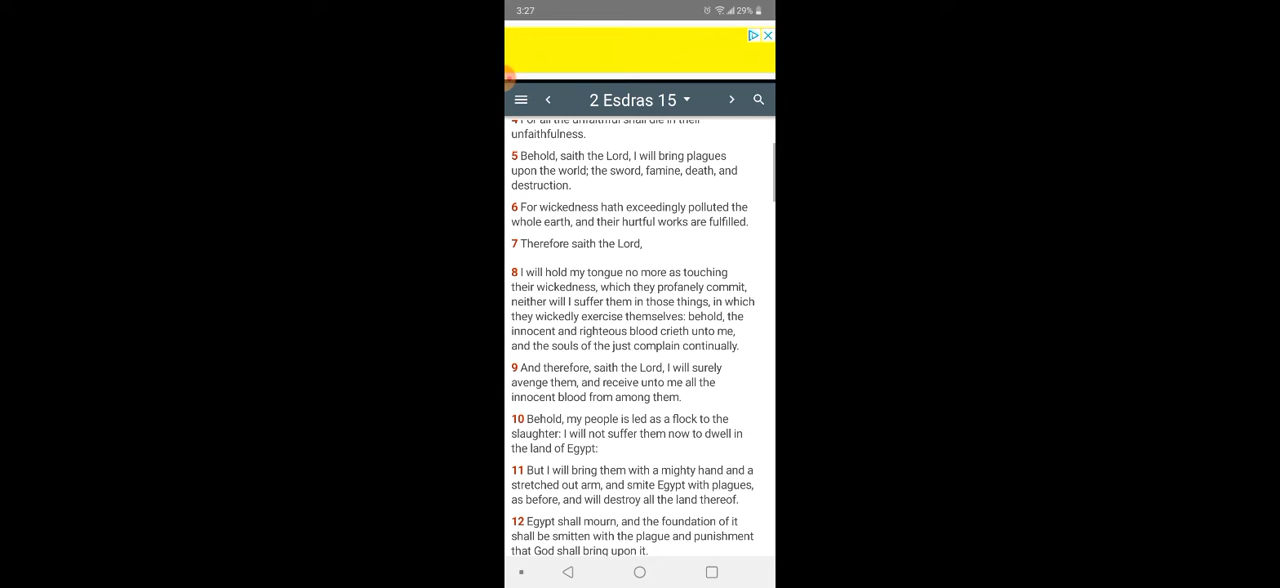 3:27
29%
2 Esdras 15
4 For all the unfaithful shall die in their
unfaithfulness.
5 Behold, saith the Lord, I will bring plagues
upon the world; the sword, famine, death, and
destruction.
6 For wickedness hath exceedingly polluted the
whole earth, and their hurtful works are fulfilled.
7 Therefore saith the Lord,
8 I will hold my tongue no more as touching
their wickedness, which they profanely commit,
neither will I suffer them in those things, in which
they wickedly exercise themselves: behold, the
innocent and righteous blood crieth unto me,
and the souls of the just complain continually.
9 And therefore, saith the Lord, I will surely
avenge them, and receive unto me all the
innocent blood from among them.
10 Behold, my people is led as a flock to the
slaughter: I will not suffer them now to dwell in
the land of Egypt:
11 But I will bring them with a mighty hand and a
stretched out arm, and smite Egypt with plagues,
as before, and will destroy all the land thereof.
12 Egypt shall mourn, and the foundation of it
shall be smitten with the plague and punishment
that God shall bring upon it.